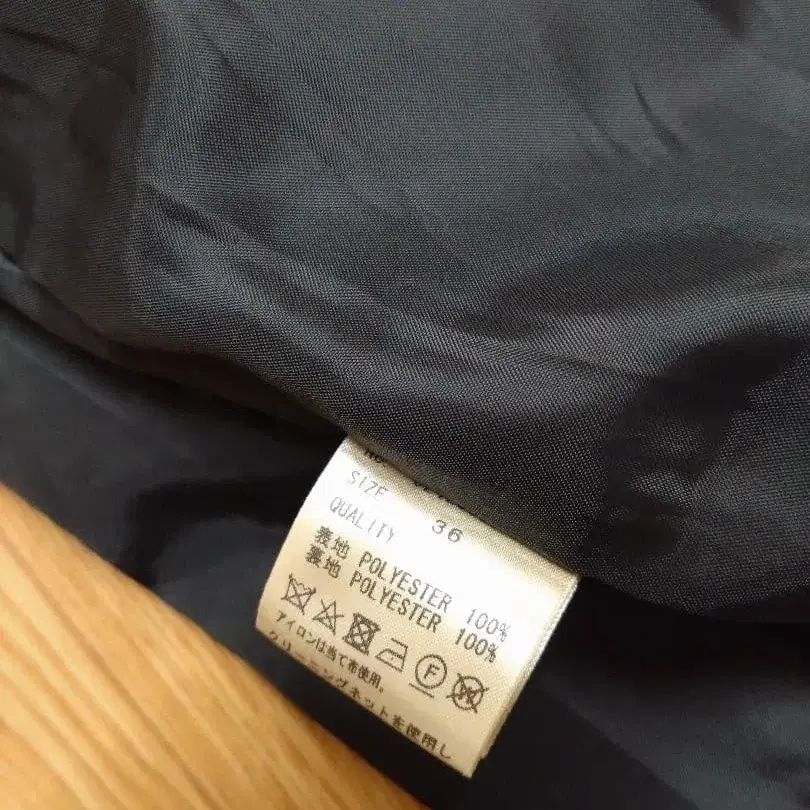 NO.
SIZE 36
QUALITY
表地 POLYESTER 100%
裏地 POLYESTER 100%
F W
アイロンは当て布使用。
クリーニングネットを使用し